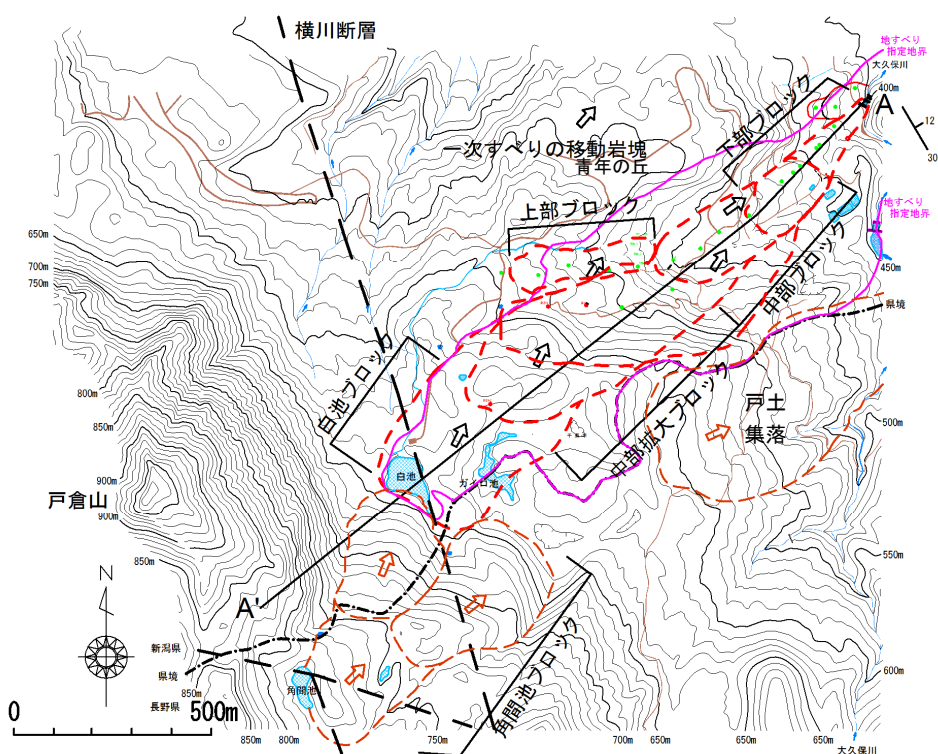 横川断層
地すべり
指定地界
大久保川
400m
A
12
30
下部ブロック
一次すべりの移動岩塊
青年の丘
上部ブロック
地すべり
指定地界
650m
700m
750m
450m
中部ブロック
県境
白池ブロック
800m
850m
中部拡大ブロック
戸土
集落
500m
白池
ガイロ池
900m
戸倉山
900m
850m
550m
N
A'
新潟県
県境
長野県
850m
角間池
角間池ブロック
600m
0
500m
850m
800m
750m
700m
650m
650m
650m
大久保川